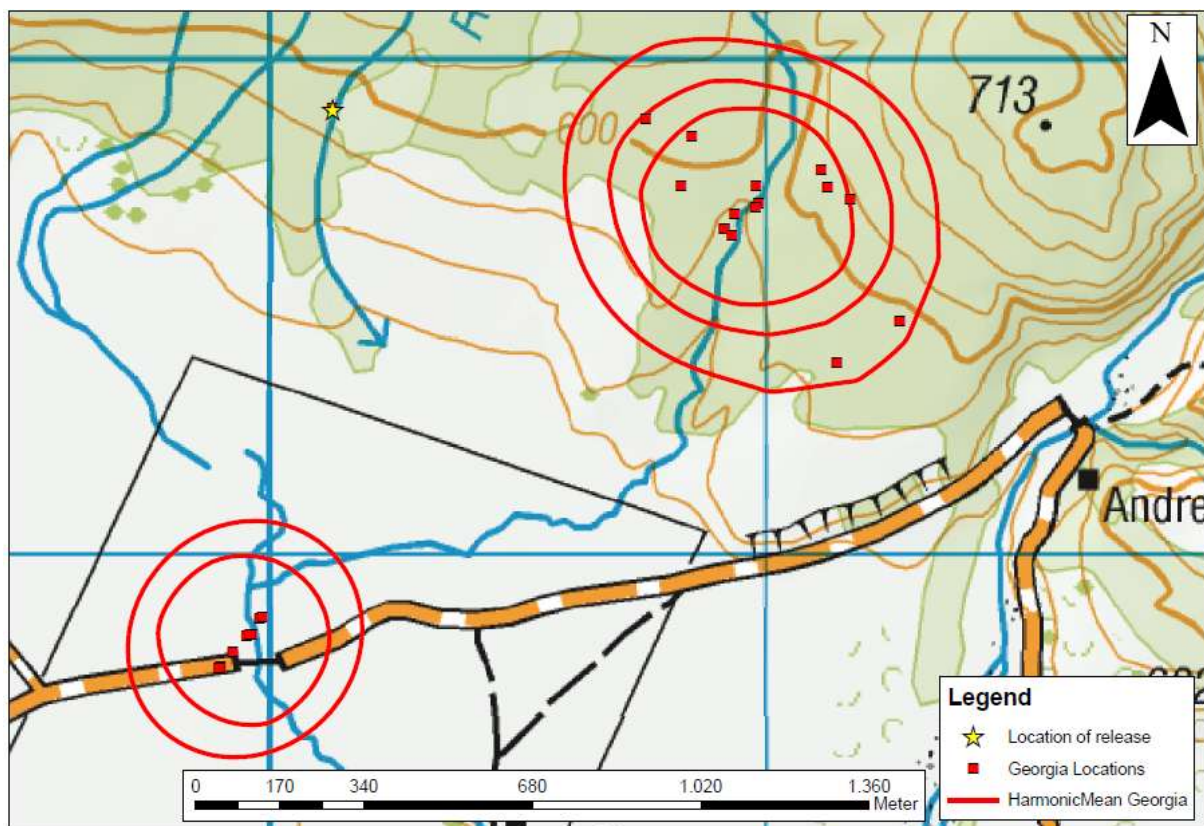 N
713
600
Andre
Legend
Location of release
Georgia Locations
HarmonicMean Georgia
0 170 340 680 1.020 1.360
Meter